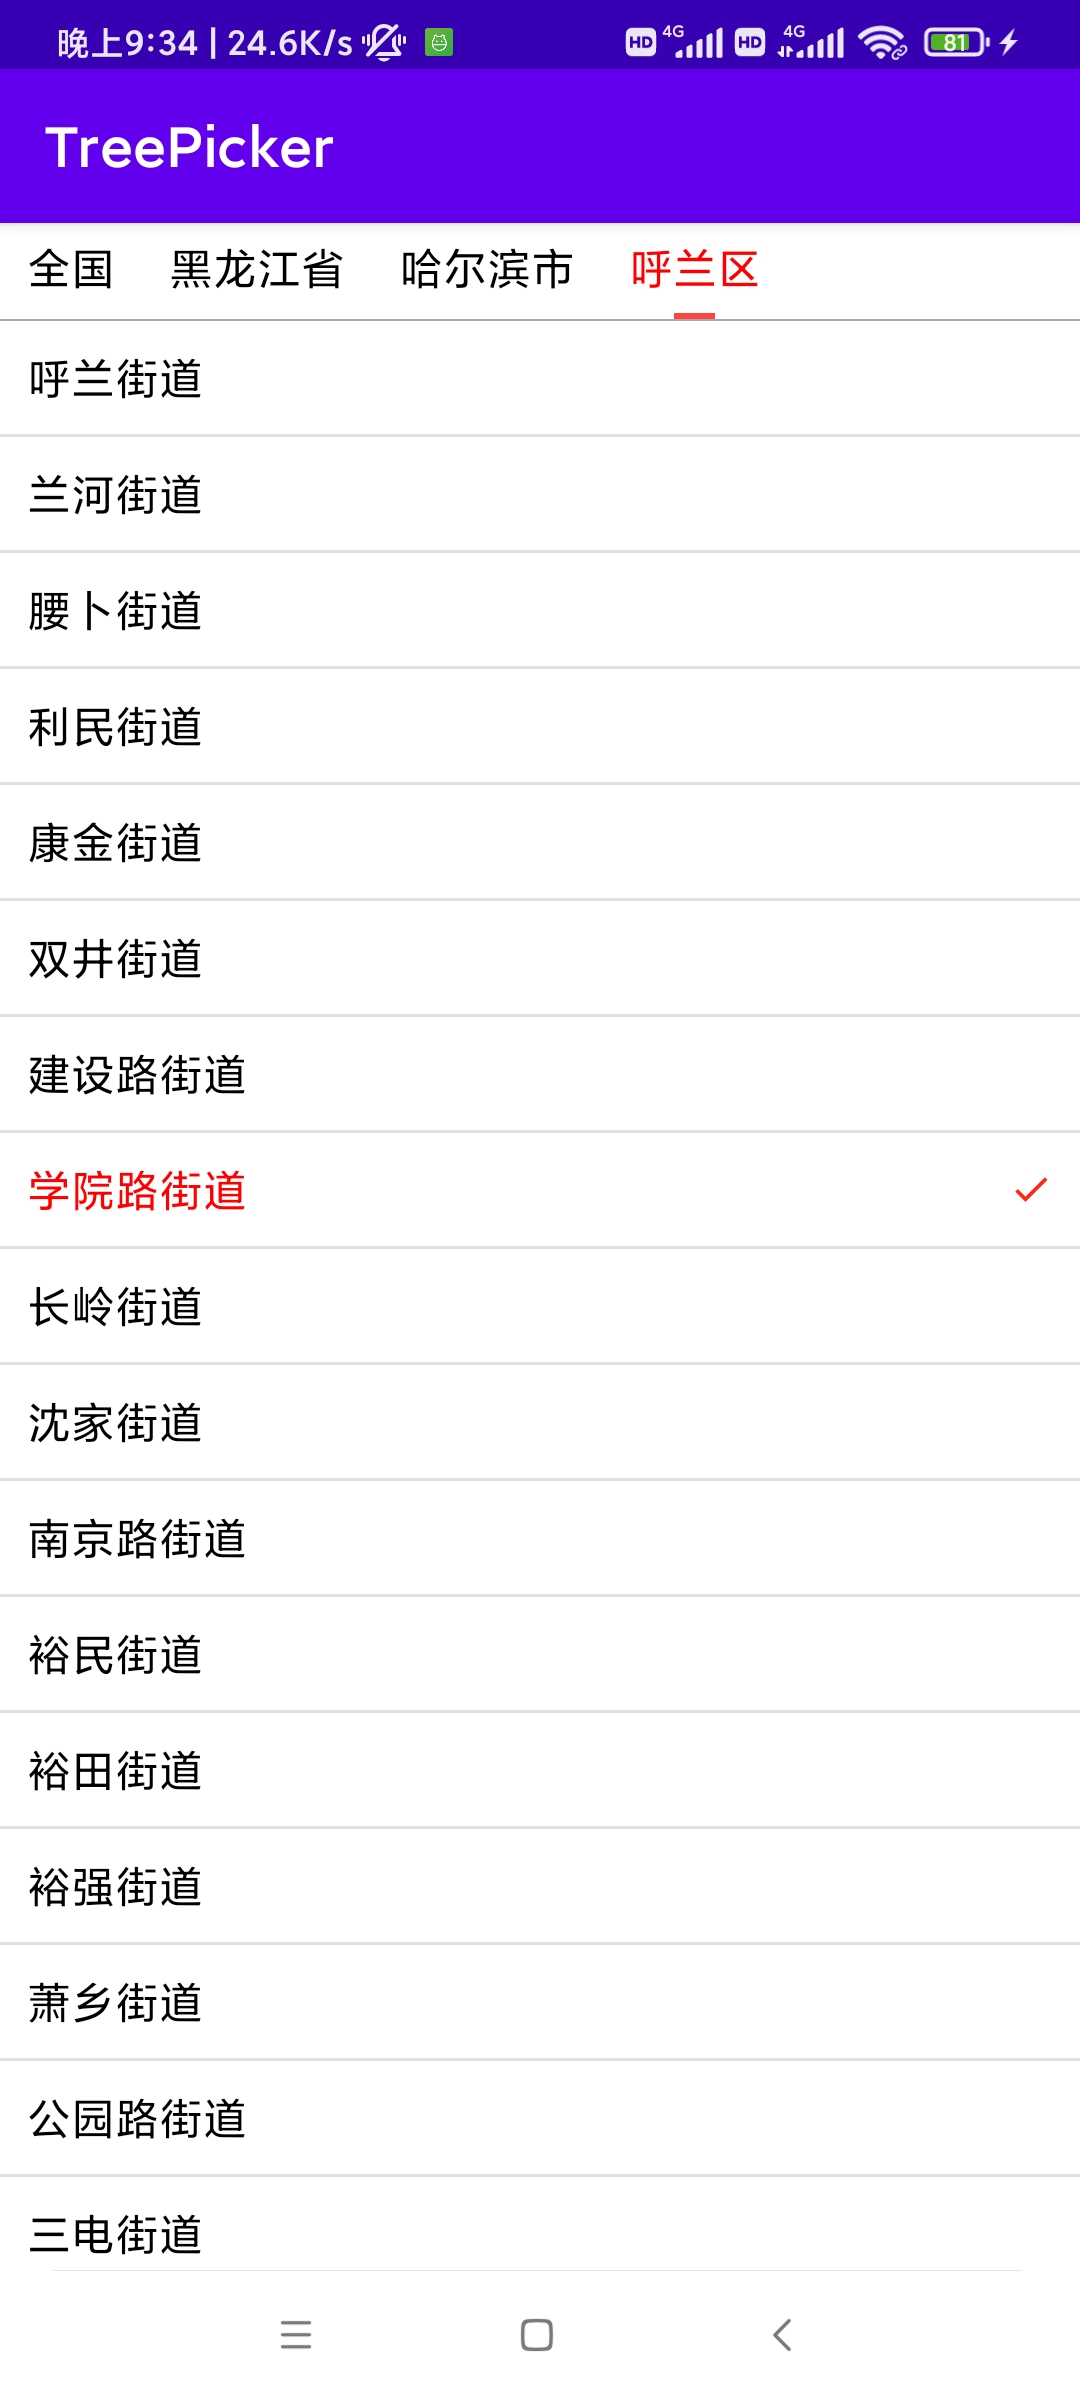 晚上9:34 | 24.6K/s HD 4G HD 4G 81
TreePicker
全国 黑龙江省 哈尔滨市 呼兰区
呼兰街道
兰河街道
腰卜街道
利民街道
康金街道
双井街道
建设路街道
学院路街道
长岭街道
沈家街道
南京路街道
裕民街道
裕田街道
裕强街道
萧乡街道
公园路街道
三电街道